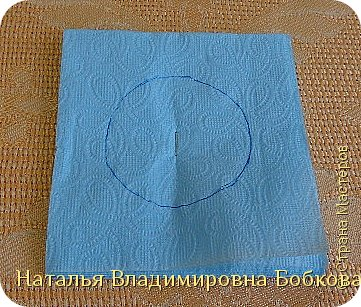 Страна Мастеров
Наталья Владимировна Бобкова